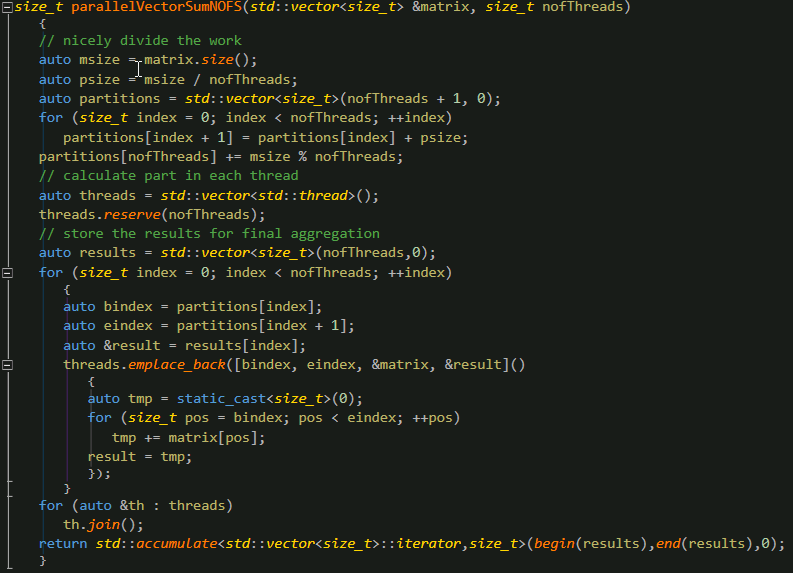 size_t parallelVectorSumNOFS(std::vector<size_t> &matrix, size_t nofThreads)
{
// nicely divide the work
auto msize = matrix.size();
auto psize = msize / nofThreads;
auto partitions = std::vector<size_t>(nofThreads + 1, 0);
for (size_t index = 0; index < nofThreads; ++index)
partitions[index + 1] = partitions[index] + psize;
partitions[nofThreads] += msize % nofThreads;
// calculate part in each thread
auto threads = std::vector<std::thread>();
threads.reserve(nofThreads);
// store the results for final aggregation
auto results = std::vector<size_t>(nofThreads,0);
for (size_t index = 0; index < nofThreads; ++index)
{
auto bindex = partitions[index];
auto eindex = partitions[index + 1];
auto &result = results[index];
threads.emplace_back([bindex, eindex, &matrix, &result]()
{
auto tmp = static_cast<size_t>(0);
for (size_t pos = bindex; pos < eindex; ++pos)
tmp += matrix[pos];
result = tmp;
});
}
for (auto &th : threads)
th.join();
return std::accumulate<std::vector<size_t>::iterator,size_t>(begin(results),end(results),0);
}